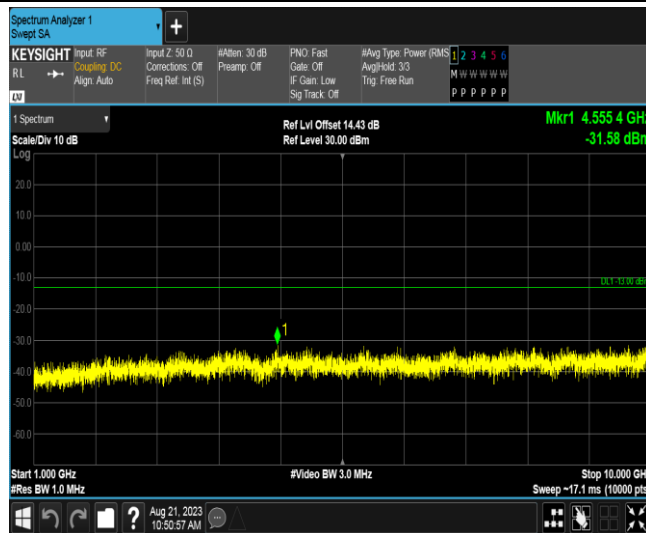 Spectrum Analyzer 1
Swept SA
+
KEYSIGHT
RL
Input: RF
Coupling: DC
Align: Auto
Input Z: 50 Ω
Corrections: Off
Freq Ref: Int (S)
#Atten: 30 dB
Preamp: Off
PNO: Fast
Gate: Off
IF Gain: Low
Sig Track: Off
#Avg Type: Power (RMS
Avg|Hold: 3/3
Trig: Free Run
1 2 3 4 5 6
M W W W W W
P P P P P P
1 Spectrum
Scale/Div 10 dB
Ref Lvl Offset 14.43 dB
Ref Level 30.00 dBm
Mkr1 4.555 4 GHz
-31.58 dBm
Log
20.0
10.0
0.00
-10.0
DL1 -13.00 dBm
-20.0
1
-30.0
-40.0
-50.0
-60.0
Start 1.000 GHz
#Res BW 1.0 MHz
#Video BW 3.0 MHz
Stop 10.000 GHz
Sweep ~17.1 ms (10000 pts)
?
Aug 21, 2023
10:50:57 AM